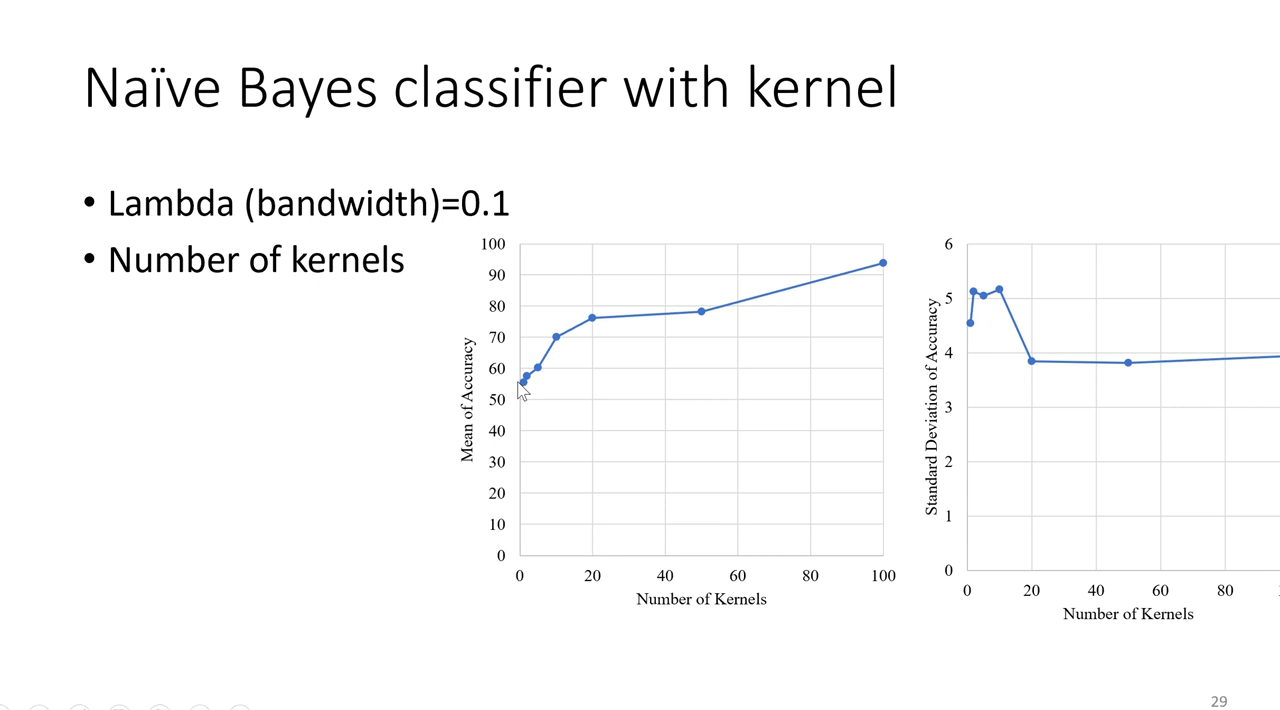 Naïve Bayes classifier with kernel
• Lambda (bandwidth)=0.1
• Number of kernels
100
90
80
70
60
50
40
30
20
10
0
Mean of Accuracy
0 20 40 60 80 100
Number of Kernels
6
5
4
3
2
1
0
Standard Deviation of Accuracy
0 20 40 60 80
Number of Kernels
29